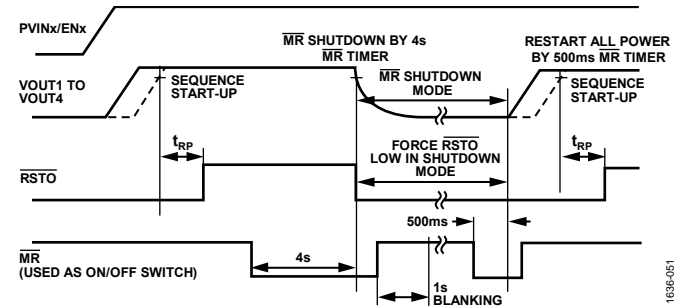 PVINx/ENx
MR SHUTDOWN BY 4s
MR TIMER
RESTART ALL POWER
BY 500ms MR TIMER
VOUT1 TO
VOUT4
SEQUENCE
START-UP
MR SHUTDOWN
MODE
SEQUENCE
START-UP
tRP
FORCE RSTO
LOW IN SHUTDOWN
MODE
tRP
RSTO
500ms
MR
(USED AS ON/OFF SWITCH)
4s
1s
BLANKING
1636-051